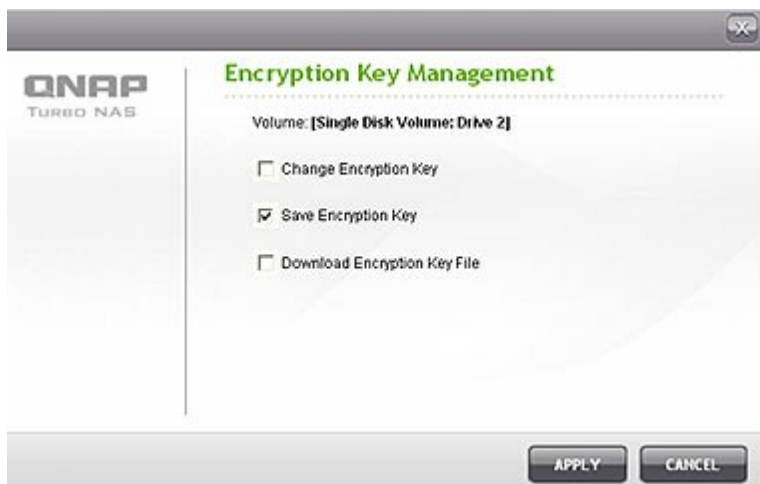 QNAP
TURBO NAS
Encryption Key Management
Volume: [Single Disk Volume: Drive 2]
Change Encryption Key
Save Encryption Key
Download Encryption Key File
APPLY
CANCEL